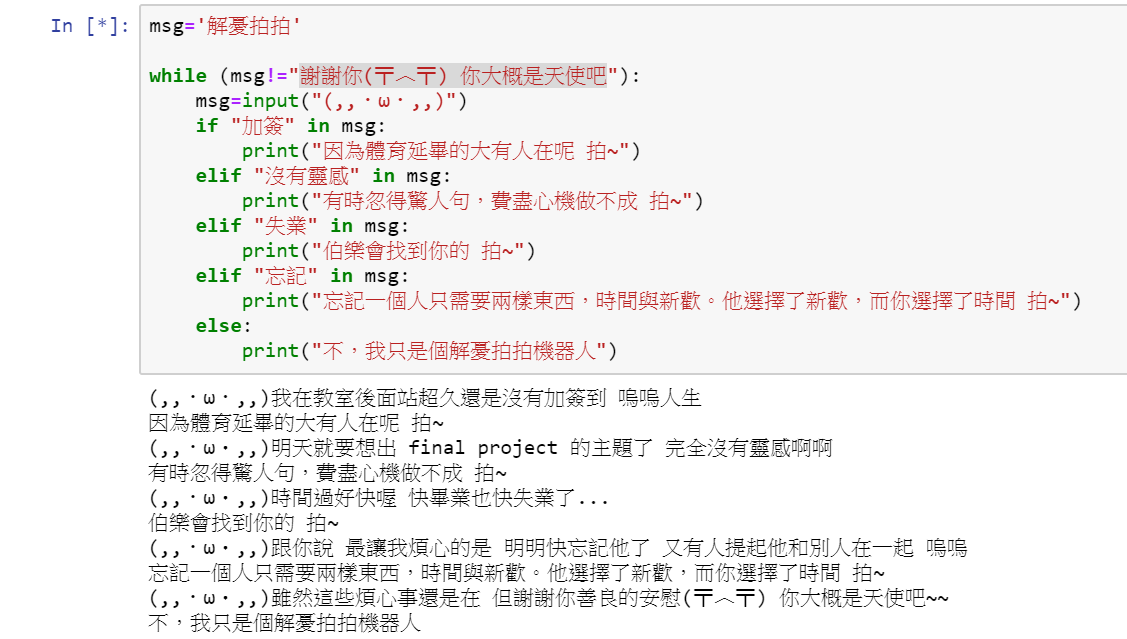 In [*]: msg='解憂拍拍'
while (msg!="謝謝你(〒︿〒) 你大概是天使吧"):
    msg=input("(,,・ω・,,)")
    if "加簽" in msg:
        print("因為體育延畢的大有人在呢 拍~")
    elif "沒有靈感" in msg:
        print("有時忽得驚人句，費盡心機做不成 拍~")
    elif "失業" in msg:
        print("伯樂會找到你的 拍~")
    elif "忘記" in msg:
        print("忘記一個人只需要兩樣東西，時間與新歡。他選擇了新歡，而你選擇了時間 拍~")
    else:
        print("不，我只是個解憂拍拍機器人")
(,,・ω・,,)我在教室後面站超久還是沒有加簽到 嗚嗚人生
因為體育延畢的大有人在呢 拍~
(,,・ω・,,)明天就要想出 final project 的主題了 完全沒有靈感啊啊
有時忽得驚人句，費盡心機做不成 拍~
(,,・ω・,,)時間過好快喔 快畢業也快失業了...
伯樂會找到你的 拍~
(,,・ω・,,)跟你說 最讓我煩心的是 明明快忘記他了 又有人提起他和別人在一起 嗚嗚
忘記一個人只需要兩樣東西，時間與新歡。他選擇了新歡，而你選擇了時間 拍~
(,,・ω・,,)雖然這些煩心事還是在 但謝謝你善良的安慰(〒︿〒) 你大概是天使吧~~
不，我只是個解憂拍拍機器人